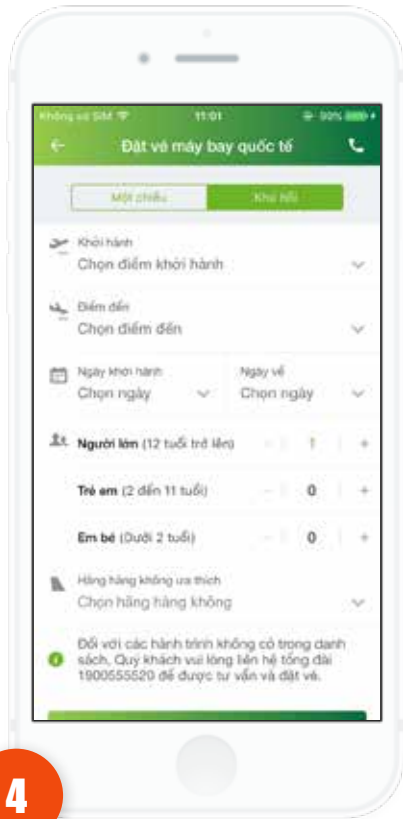 Không có SIM 11:01 90%
Đặt vé máy bay quốc tế
Một chiều Khứ hồi
Khởi hành
Chọn điểm khởi hành
Điểm đến
Chọn điểm đến
Ngày khởi hành Ngày về
Chọn ngày Chọn ngày
Người lớn (12 tuổi trở lên) - 1 +
Trẻ em (2 đến 11 tuổi) - 0 +
Em bé (Dưới 2 tuổi) - 0 +
Hãng hàng không ưa thích
Chọn hãng hàng không
Đối với các hành trình không có trong danh
sách, Quý khách vui lòng liên hệ tổng đài
1900555520 để được tư vấn và đặt vé.
4